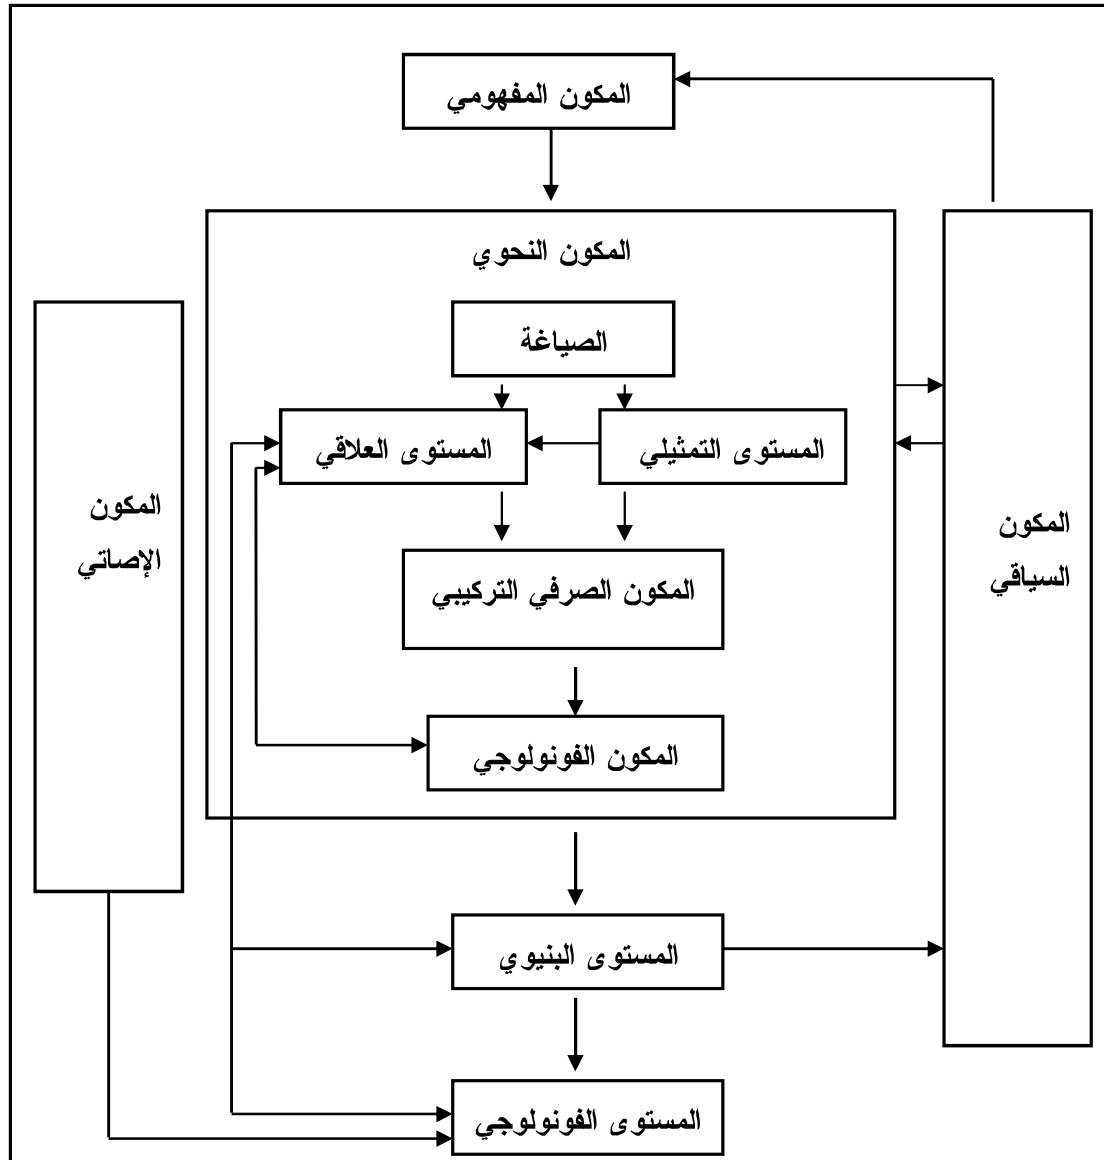 المكون المفهومي
المكون النحوي
الصياغة
المستوى التمثيلي
المستوى العلاقي
المكون
السياقي
المكون
الإصاتي
المكون الصرفي التركيبي
المكون الفونولوجي
المستوى البنيوي
المستوى الفونولوجي